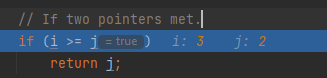 // If two pointers met.
if (i >= j = true ) i: 3 j: 2
return j;